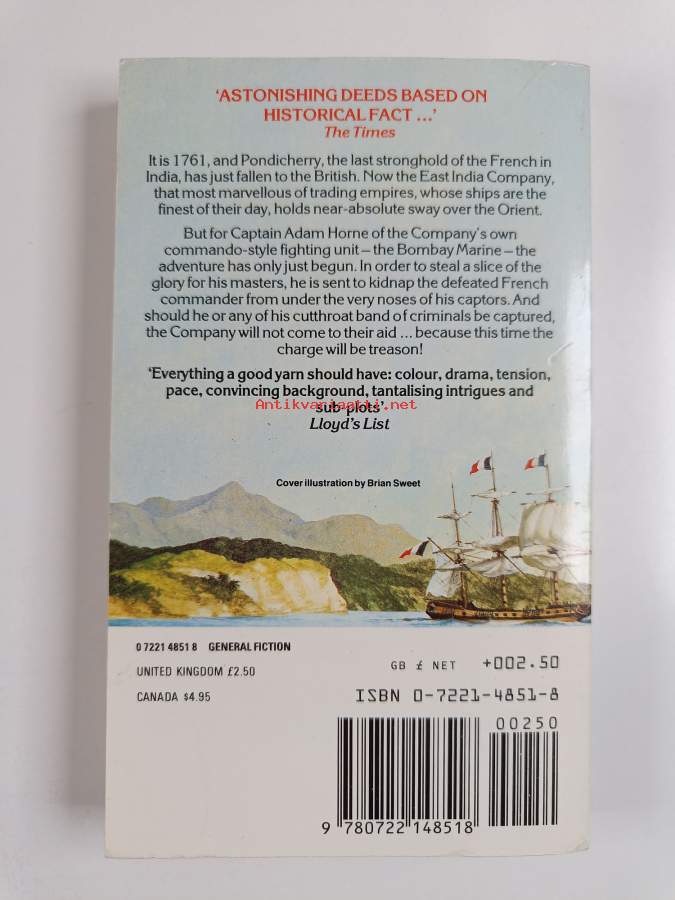 ‘ASTONISHING DEEDS BASED ON
HISTORICAL FACT ...’
The Times
It is 1761, and Pondicherry, the last stronghold of the French in
India, has just fallen to the British. Now the East India Company,
that most marvellous of trading empires, whose ships are the
finest of their day, holds near-absolute sway over the Orient.
But for Captain Adam Horne of the Company's own
commando-style fighting unit – the Bombay Marine – the
adventure has only just begun. In order to steal a slice of the
glory for his masters, he is sent to kidnap the defeated French
commander from under the very noses of his captors. And
should he or any of his cutthroat band of criminals be captured,
the Company will not come to their aid ... because this time the
charge will be treason!
‘Everything a good yarn should have: colour, drama, tension,
pace, convincing background, tantalising intrigues and
Antikvariaatti.net
sub-plots’
Lloyd's List
Cover illustration by Brian Sweet
0 7221 4851 8 GENERAL FICTION
UNITED KINGDOM £2.50
CANADA $4.95
GB £ NET +002.50
ISBN 0-7221-4851-8
00250
9 780722 148518